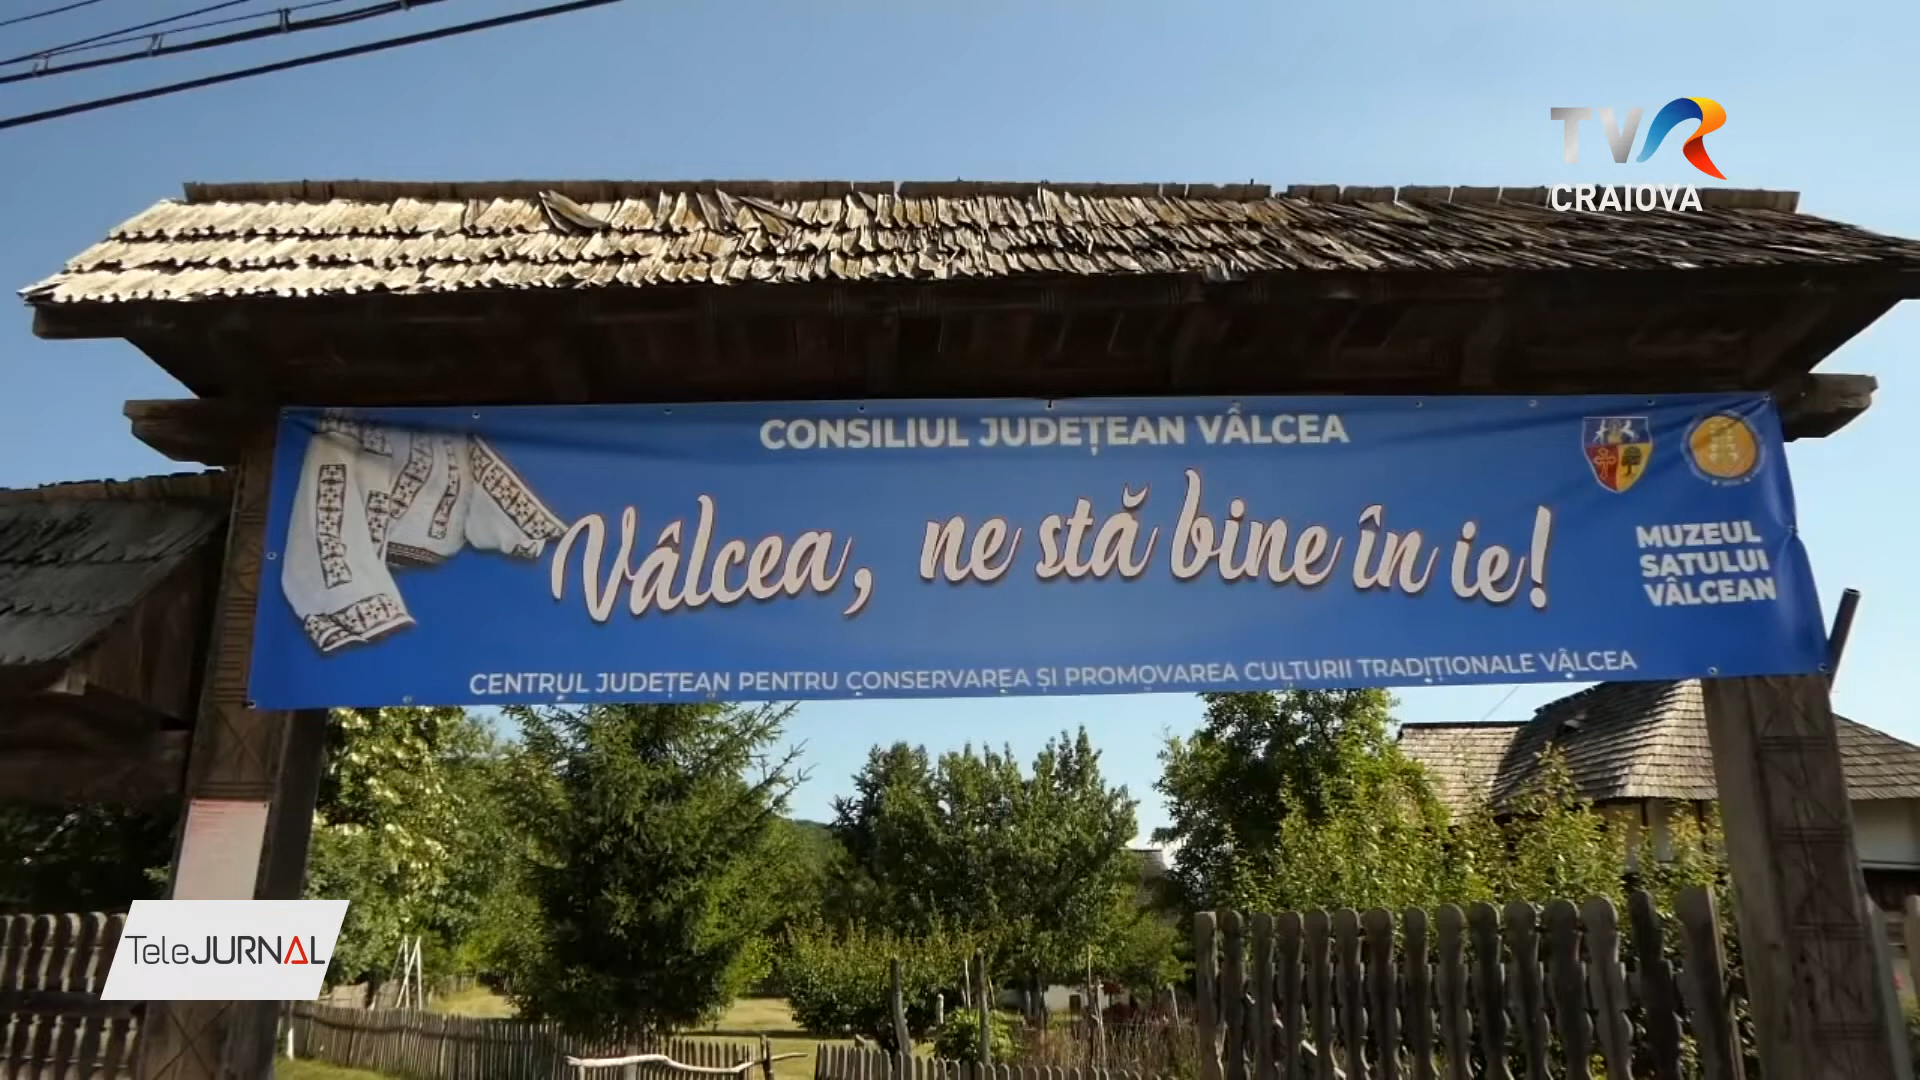 TVR
CRAIOVA
CONSILIUL JUDEȚEAN VÂLCEA
Vâlcea, ne stă bine în ie!
MUZEUL
SATULUI
VÂLCEAN
CENTRUL JUDEȚEAN PENTRU CONSERVAREA ȘI PROMOVAREA CULTURII TRADIȚIONALE VÂLCEA
TeleJURNAL